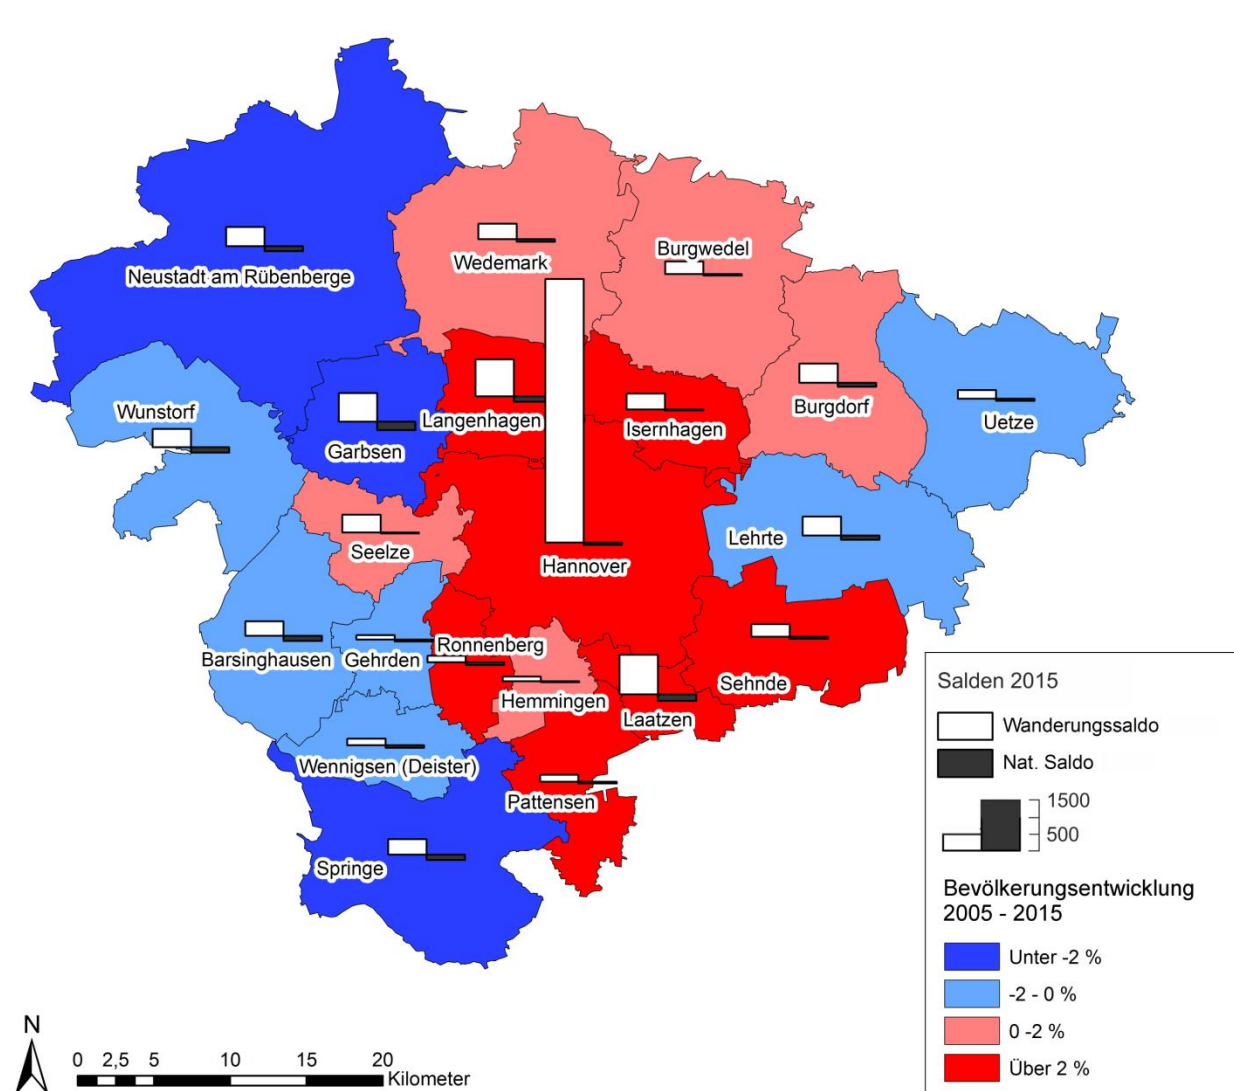 Neustadt am Rübenberge
Wedemark
Burgwedel
Wunstorf
Garbsen
Langenhagen
Isernhagen
Burgdorf
Uetze
Seelze
Hannover
Lehrte
Barsinghausen
Gehrden
Ronnenberg
Hemmingen
Laatzen
Sehnde
Wennigsen (Deister)
Pattensen
Springe
Salden 2015
Wanderungssaldo
Nat. Saldo
1500
500
Bevölkerungsentwicklung
2005 - 2015
Unter -2 %
-2 - 0 %
0 -2 %
Über 2 %
N
0 2,5 5 10 15 20
Kilometer